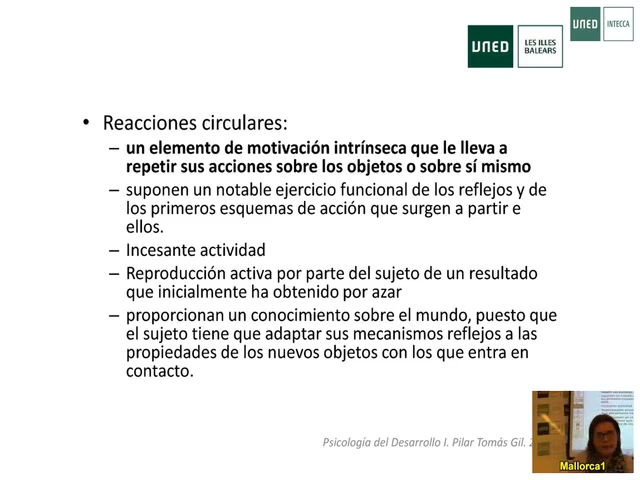 UNED
INTECCA
UNED
LES ILLES
BALEARS
• Reacciones circulares:
– un elemento de motivación intrínseca que le lleva a
repetir sus acciones sobre los objetos o sobre sí mismo
– suponen un notable ejercicio funcional de los reflejos y de
los primeros esquemas de acción que surgen a partir e
ellos.
– Incesante actividad
– Reproducción activa por parte del sujeto de un resultado
que inicialmente ha obtenido por azar
– proporcionan un conocimiento sobre el mundo, puesto que
el sujeto tiene que adaptar sus mecanismos reflejos a las
propiedades de los nuevos objetos con los que entra en
contacto.
Psicología del Desarrollo I. Pilar Tomás Gil.
Mallorca1